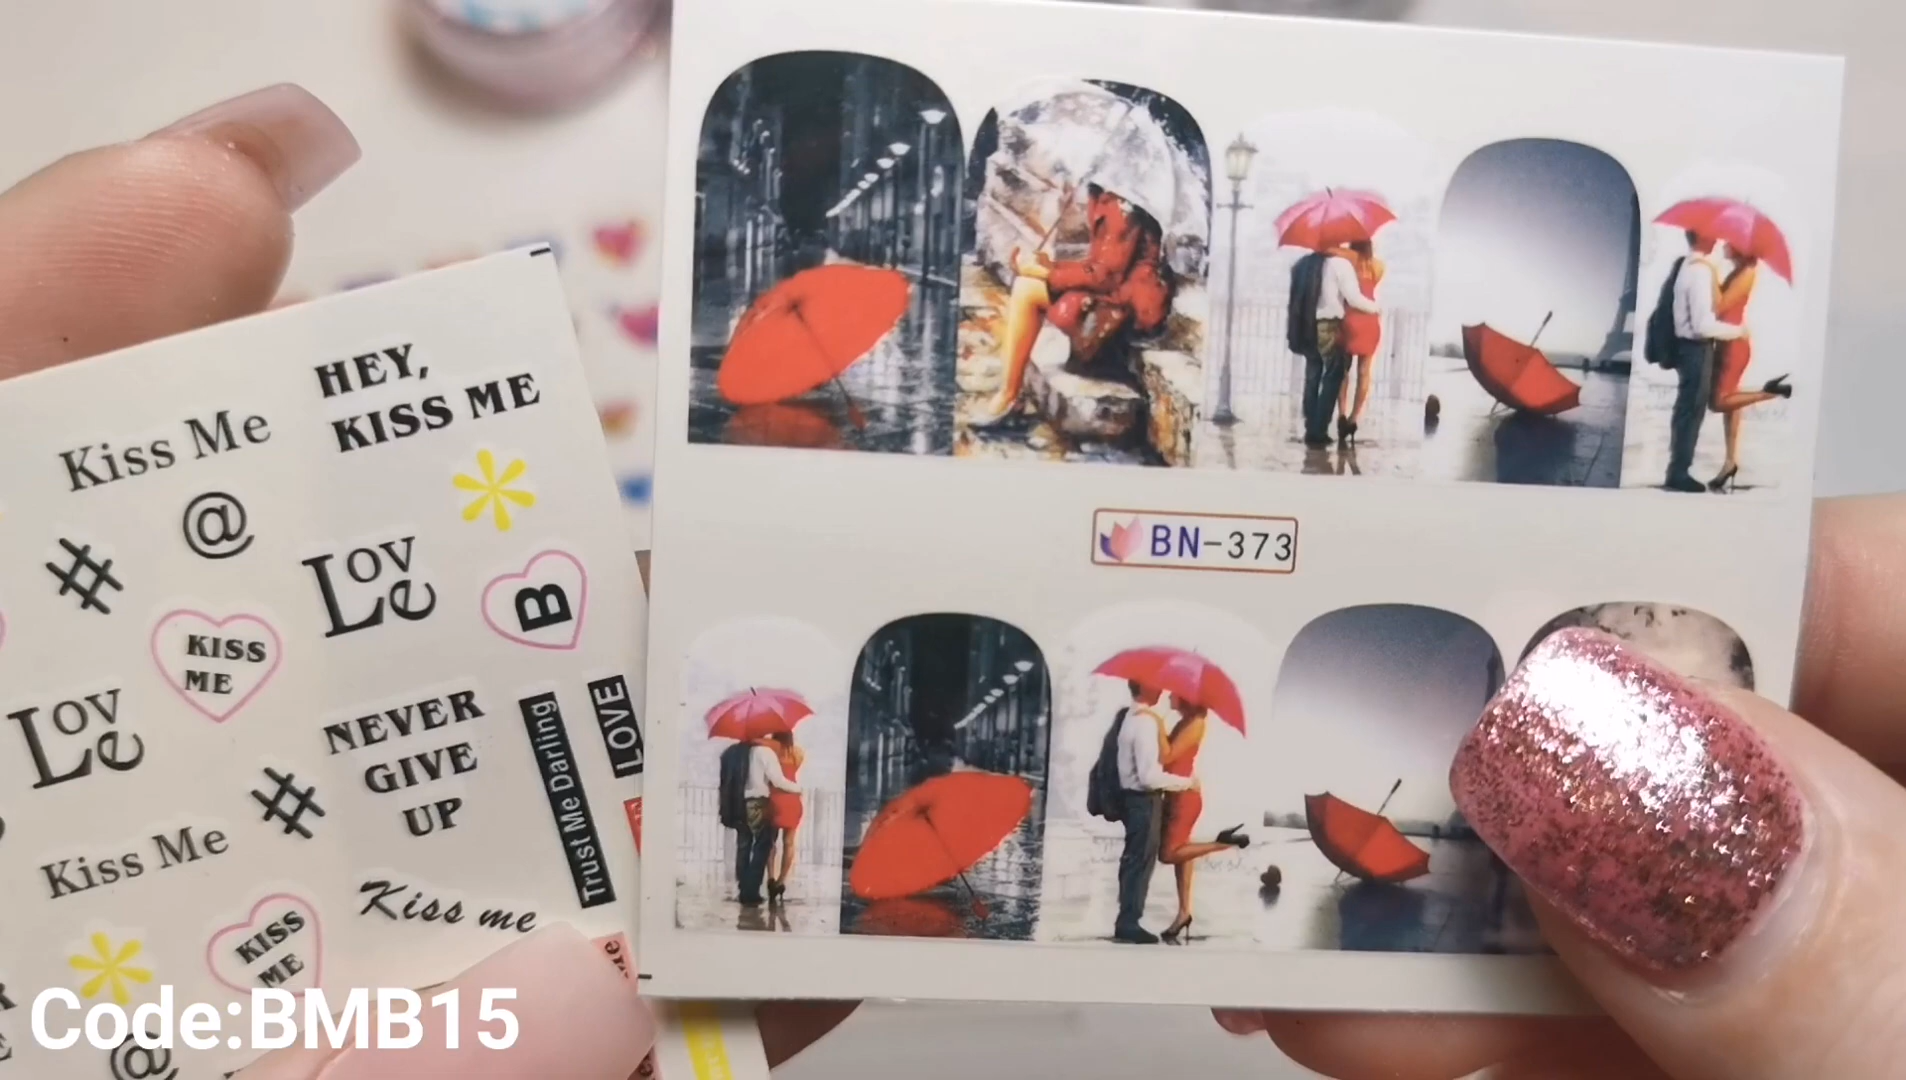 HEY,
KISS ME
Kiss Me
@
#
LOVe
B
KISS
ME
LOVe
NEVER
GIVE
UP
#
Trust Me Darling
LOVE
Kiss Me
Kiss me
KISS
ME
@
BN-373
Code:BMB15